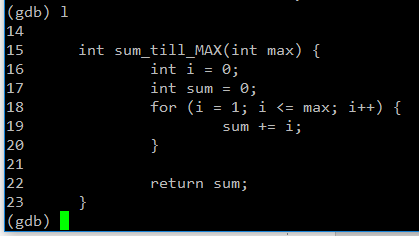 (gdb) l
14
15 int sum_till_MAX(int max) {
16 int i = 0;
17 int sum = 0;
18 for (i = 1; i <= max; i++) {
19 sum += i;
20 }
21
22 return sum;
23 }
(gdb)